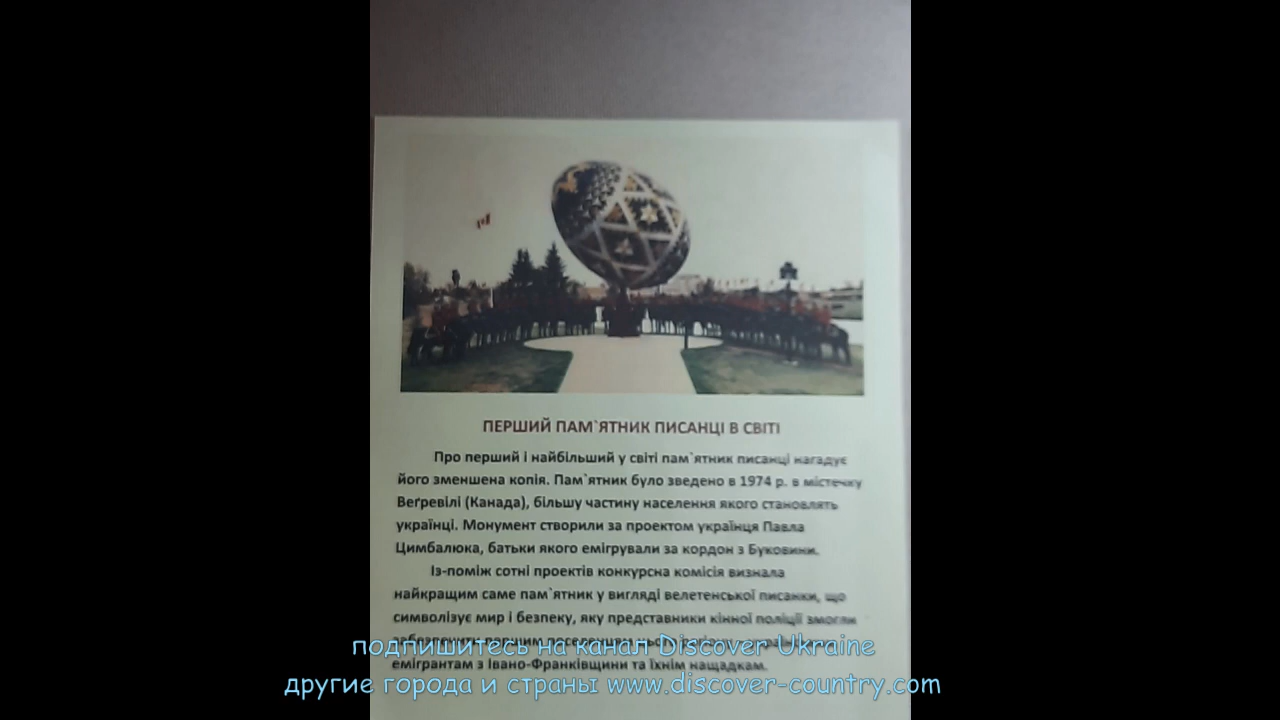 ПЕРШИЙ ПАМ`ЯТНИК ПИСАНЦІ В СВІТІ
Про перший і найбільший у світі пам`ятник писанці нагадує
його зменшена копія. Пам`ятник було зведено в 1974 р. в містечку
Веґревілі (Канада), більшу частину населення якого становлять
українці. Монумент створили за проектом українця Павла
Цимбалюка, батьки якого емігрували за кордон з Буковини.
Із-поміж сотні проектів конкурсна комісія визнала
найкращим саме пам`ятник у вигляді велетенської писанки, що
символізує мир і безпеку, яку представники кінної поліції змогли
подпишитесь на канал Discover Ukraine
емігрантам з Івано-Франківщини та їхнім нащадкам.
другие города и страны www.discover-country.com